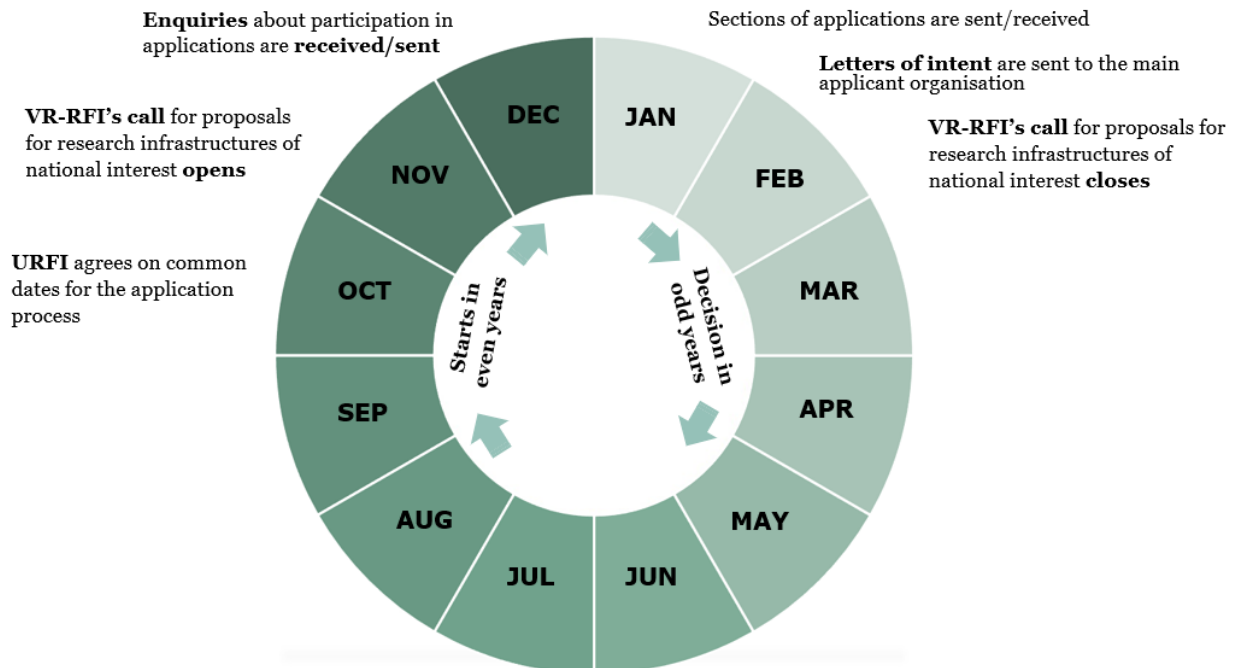 Enquiries about participation in
applications are received/sent
Sections of applications are sent/received
Letters of intent are sent to the main
applicant organisation
VR-RFI's call for proposals
for research infrastructures of
national interest opens
VR-RFI's call for proposals for
research infrastructures of
national interest closes
URFI agrees on common
dates for the application
process
JAN
FEB
MAR
APR
MAY
JUN
JUL
AUG
SEP
OCT
NOV
DEC
Starts in
even years
Decision in
odd years